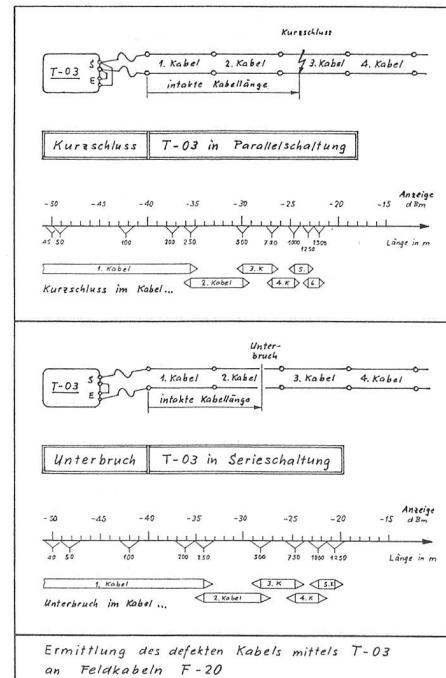 Kurzschluss
T-03 S E
1. Kabel 2. Kabel 3. Kabel 4. Kabel
intakte Kabellänge
Kurzschluss T-03 in Parallelschaltung
Anzeige
-50 -45 -40 -35 -30 -25 -20 -15 dBm
45 50 100 200 250 500 750 1000 1250 1500 Länge in m
1. Kabel 3. K 5.
2. Kabel 4. K 6.
Kurzschluss im Kabel...
Unter-
bruch
T-03 S E
1. Kabel 2. Kabel 3. Kabel 4. Kabel
intakte Kabellänge
Unterbruch T-03 in Serieschaltung
Anzeige
-50 -45 -40 -35 -30 -25 -20 -15 dBm
40 50 100 200 250 500 750 1000 1250 Länge in m
1. Kabel 3. K 5.K
2. Kabel 4. K
Unterbruch im Kabel...
Ermittlung des defekten Kabels mittels T-03
an Feldkabeln F-20